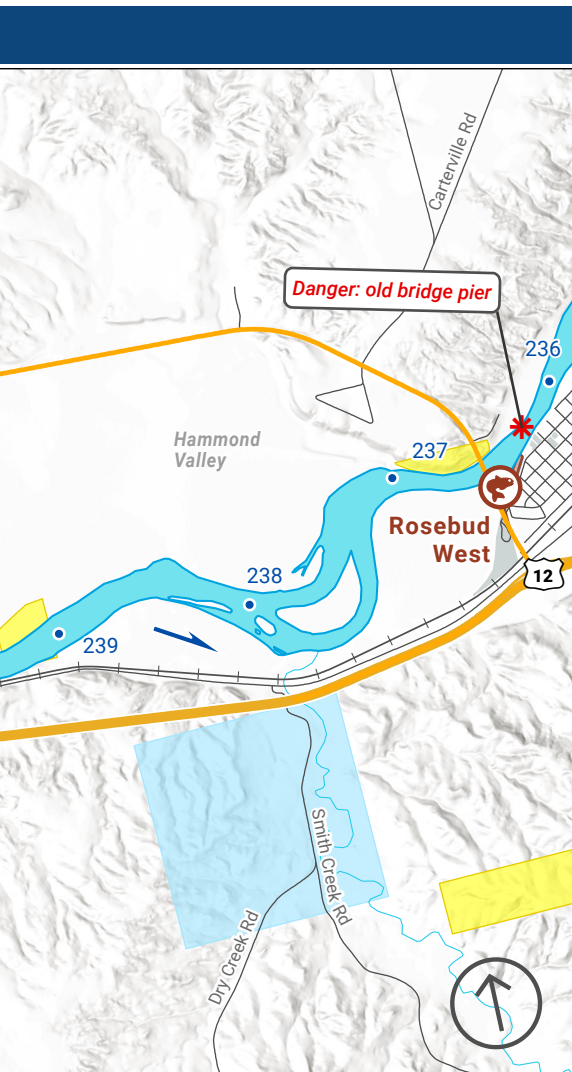 Carterville Rd
Danger: old bridge pier
236
Hammond
Valley
237
Rosebud
West
238
12
239
Smith Creek Rd
Dry Creek Rd